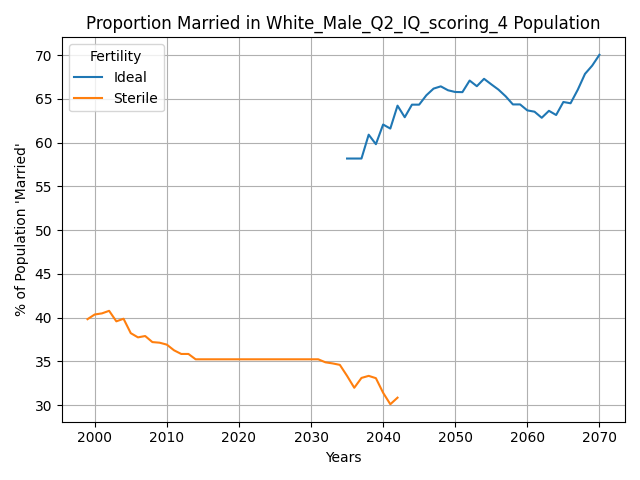 Proportion Married in White_Male_Q2_IQ_scoring_4 Population
Fertility
Ideal
Sterile
% of Population 'Married'
70
65
60
55
50
45
40
35
30
2000 2010 2020 2030 2040 2050 2060 2070
Years